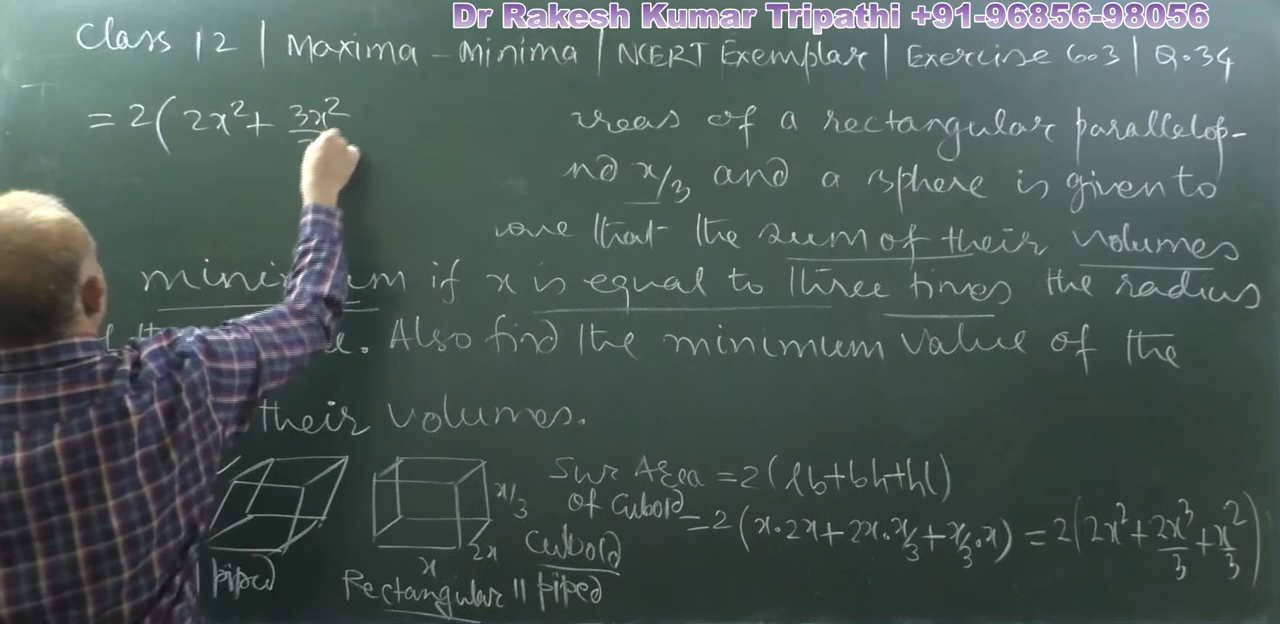 Dr Rakesh Kumar Tripathi +91-96856-98056
Class 12 | Maxima - Minima | NCERT Exemplar | Exercise 6.3 | Q.34
= 2(2x² + 3x²
areas of a rectangular parallelop-
nd x/3 and a sphere is given to
ove that the sum of their volumes
minimum if x is equal to three times the radius
. Also find the minimum value of the
their volumes.
x/3
2x
x
piped
Cuboid
Rectangular || piped
Sur Area of Cuboid = 2(lb+bh+hl)
= 2(x·2x + 2x·x/3 + x/3·x) = 2(2x² + 2x²/3 + x²/3)